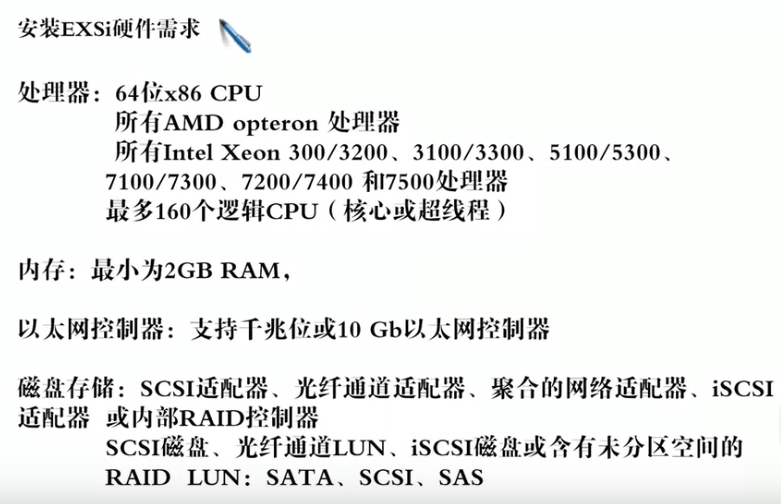 安装EXSi硬件需求
处理器：64位x86 CPU
所有AMD opteron 处理器
所有Intel Xeon 300/3200、3100/3300、5100/5300、
7100/7300、7200/7400 和7500处理器
最多160个逻辑CPU（核心或超线程）
内存：最小为2GB RAM，
以太网控制器：支持千兆位或10 Gb以太网控制器
磁盘存储：SCSI适配器、光纤通道适配器、聚合的网络适配器、iSCSI
适配器 或内部RAID控制器
SCSI磁盘、光纤通道LUN、iSCSI磁盘或含有未分区空间的
RAID LUN：SATA、SCSI、SAS